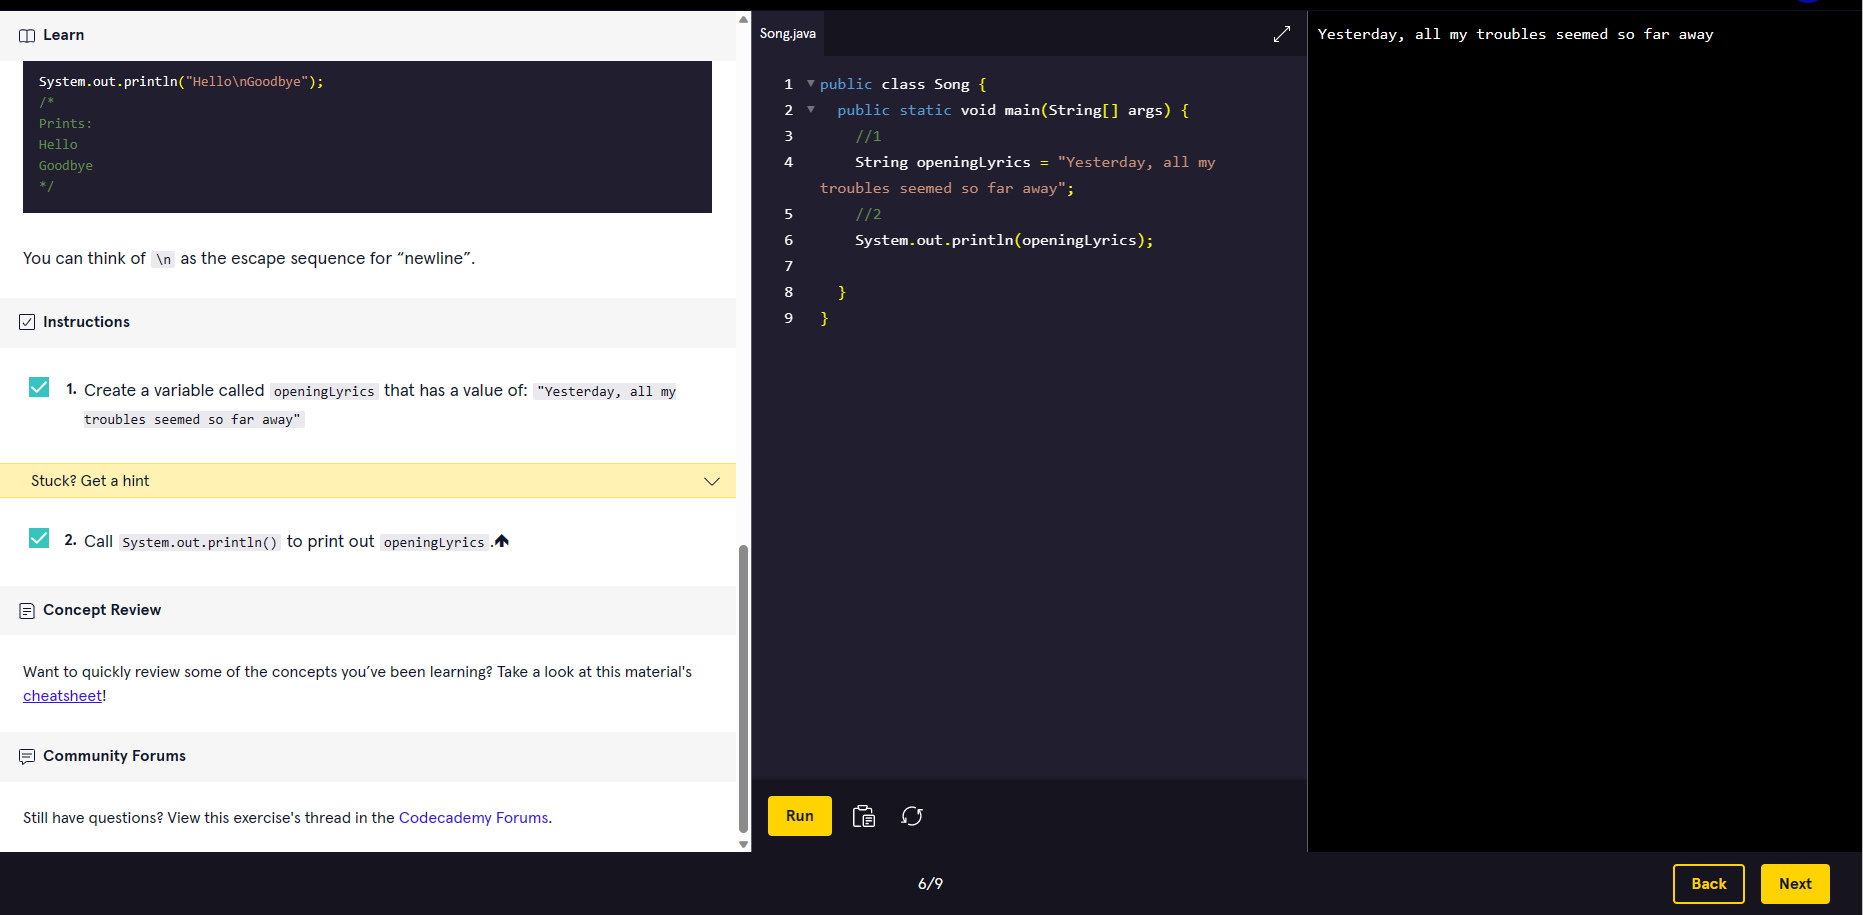 Learn
System.out.println("Hello\nGoodbye");
/*
Prints:
Hello
Goodbye
*/
You can think of \n as the escape sequence for “newline”.
Instructions
1. Create a variable called openingLyrics that has a value of: "Yesterday, all my
troubles seemed so far away"
Stuck? Get a hint
2. Call System.out.println() to print out openingLyrics.
Concept Review
Want to quickly review some of the concepts you’ve been learning? Take a look at this material's
cheatsheet!
Community Forums
Still have questions? View this exercise's thread in the Codecademy Forums.
Song.java
1 public class Song {
2 public static void main(String[] args) {
3 //1
4 String openingLyrics = "Yesterday, all my
troubles seemed so far away";
5 //2
6 System.out.println(openingLyrics);
7
8 }
9 }
Run
Yesterday, all my troubles seemed so far away
6/9
Back
Next